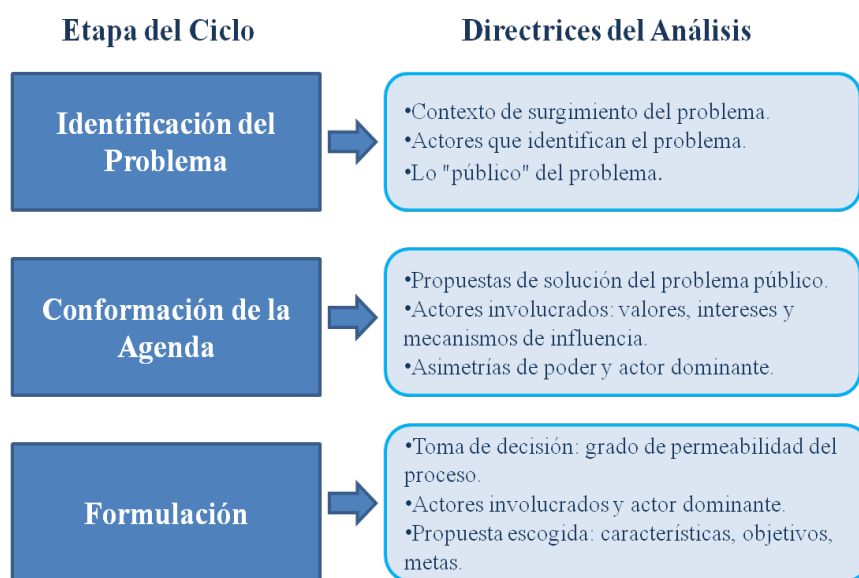 Etapa del Ciclo
Directrices del Análisis
Identificación del
Problema
•Contexto de surgimiento del problema.
•Actores que identifican el problema.
•Lo "público" del problema.
Conformación de la
Agenda
•Propuestas de solución del problema público.
•Actores involucrados: valores, intereses y
mecanismos de influencia.
•Asimetrías de poder y actor dominante.
Formulación
•Toma de decisión: grado de permeabilidad del
proceso.
•Actores involucrados y actor dominante.
•Propuesta escogida: características, objetivos,
metas.